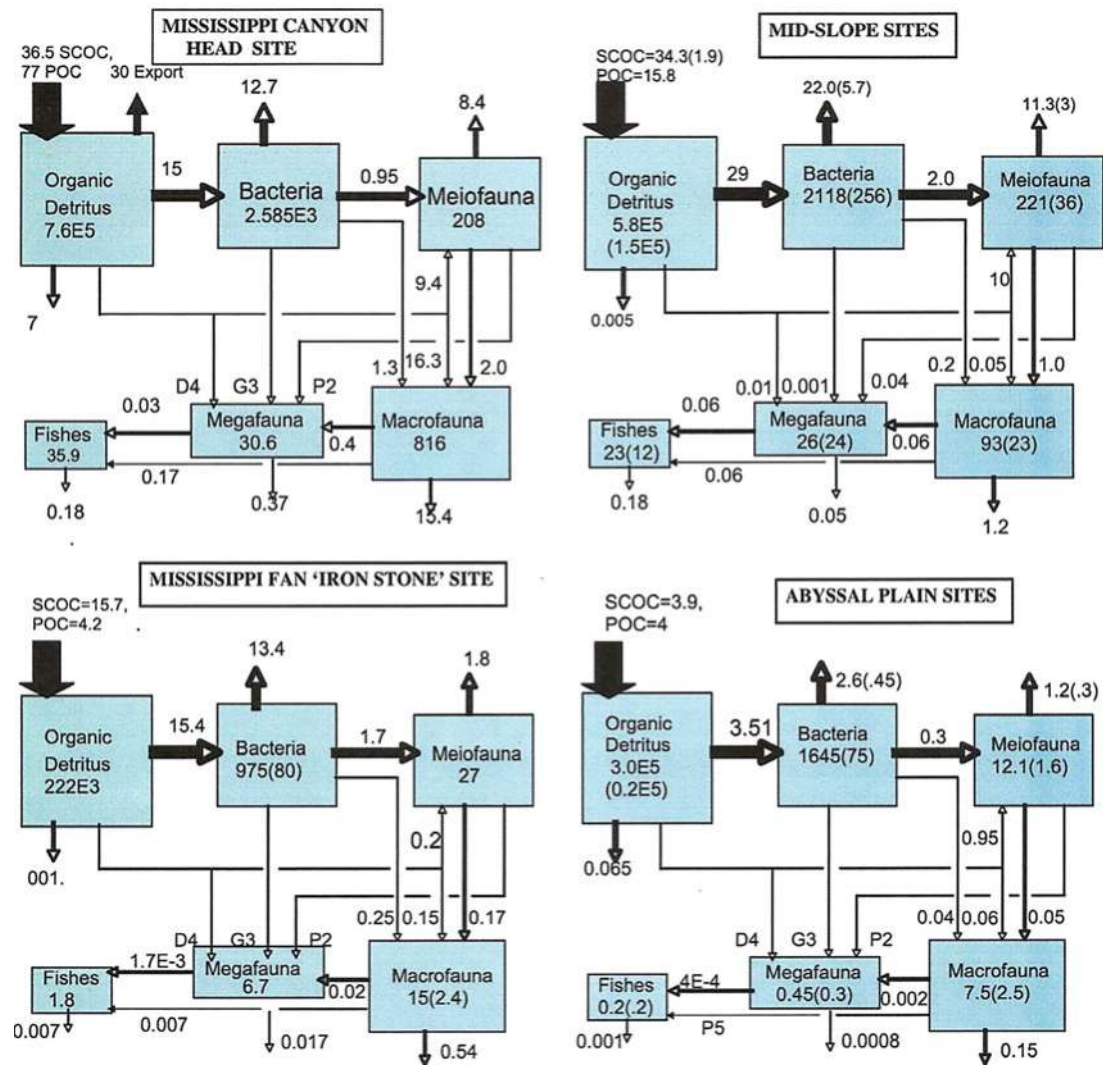 MISSISSIPPI CANYON
HEAD SITE
36.5 SCOC,
77 POC
30 Export
12.7
8.4
Organic
Detritus
7.6E5
15
Bacteria
2.585E3
0.95
Meiofauna
208
9.4
7
1.3
16.3
2.0
D4
G3
P2
0.03
Megafauna
30.6
0.4
Macrofauna
816
Fishes
35.9
0.17
0.18
0.37
15.4
MID-SLOPE SITES
SCOC=34.3(1.9)
POC=15.8
22.0(5.7)
11.3(3)
Organic
Detritus
5.8E5
(1.5E5)
29
Bacteria
2118(256)
2.0
Meiofauna
221(36)
10
0.005
0.01
0.001
0.04
0.2
0.05
1.0
0.06
Megafauna
26(24)
0.06
Macrofauna
93(23)
Fishes
23(12)
0.06
0.18
0.05
1.2
MISSISSIPPI FAN ‘IRON STONE’ SITE
SCOC=15.7,
POC=4.2
13.4
1.8
Organic
Detritus
222E3
15.4
Bacteria
975(80)
1.7
Meiofauna
27
0.2
001.
0.25
0.15
0.17
D4
G3
P2
1.7E-3
Megafauna
6.7
0.02
Macrofauna
15(2.4)
Fishes
1.8
0.007
0.007
0.017
0.54
ABYSSAL PLAIN SITES
SCOC=3.9,
POC=4
2.6(.45)
1.2(.3)
Organic
Detritus
3.0E5
(0.2E5)
3.51
Bacteria
1645(75)
0.3
Meiofauna
12.1(1.6)
0.95
0.065
0.04
0.06
0.05
D4
G3
P2
4E-4
Megafauna
0.45(0.3)
0.002
Macrofauna
7.5(2.5)
Fishes
0.2(.2)
P5
0.001
0.0008
0.15